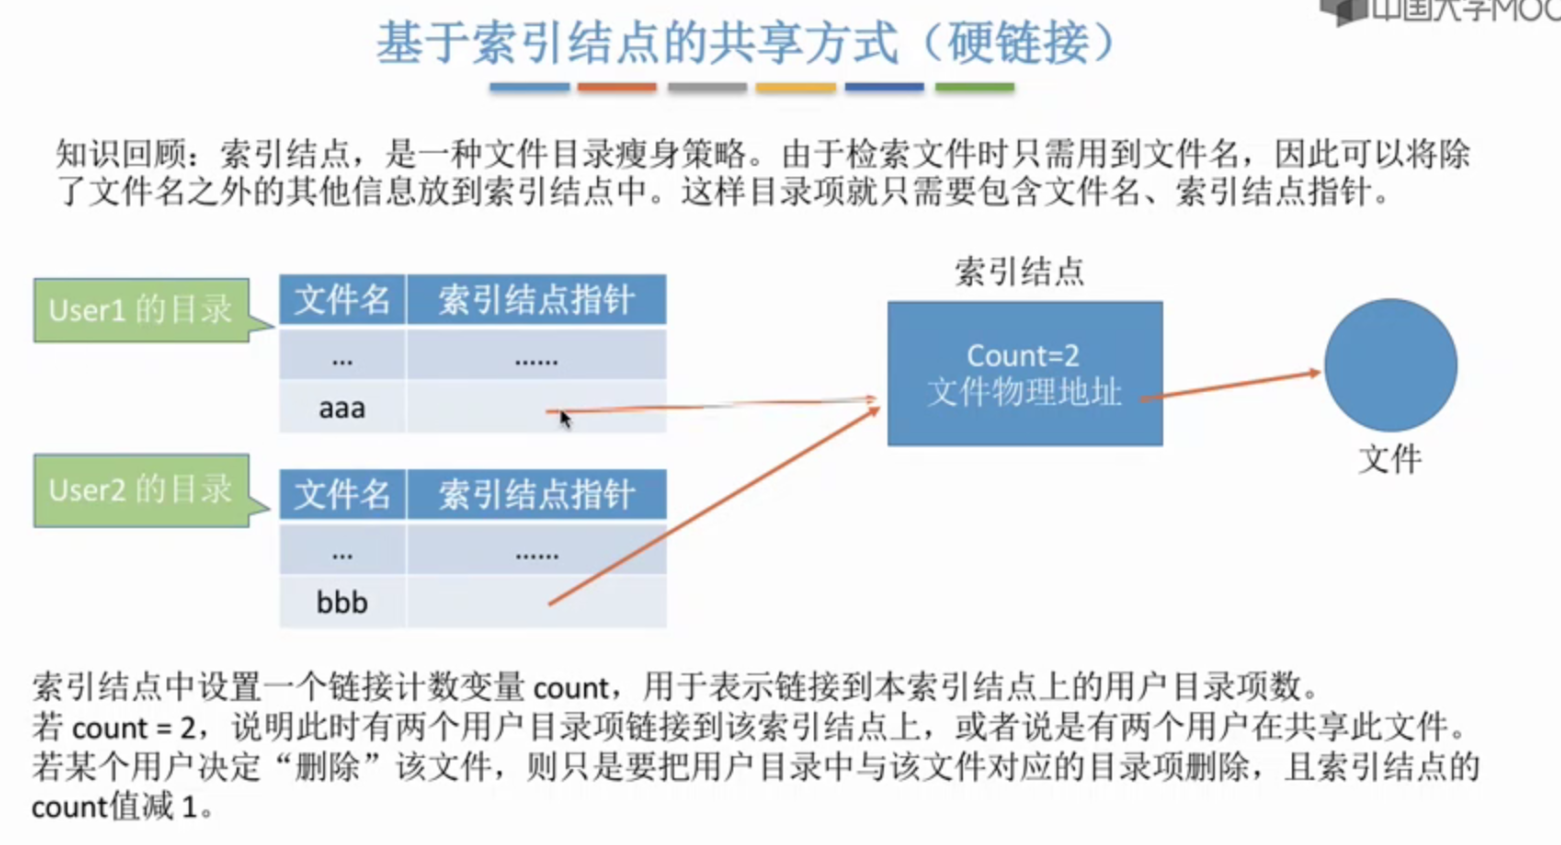 中国大学MOO
基于索引结点的共享方式（硬链接）
知识回顾：索引结点，是一种文件目录瘦身策略。由于检索文件时只需用到文件名，因此可以将除
了文件名之外的其他信息放到索引结点中。这样目录项就只需要包含文件名、索引结点指针。
User1 的目录
文件名 索引结点指针
... ......
aaa
User2 的目录
文件名 索引结点指针
... ......
bbb
索引结点
Count=2
文件物理地址
文件
索引结点中设置一个链接计数变量 count，用于表示链接到本索引结点上的用户目录项数。
若 count = 2，说明此时有两个用户目录项链接到该索引结点上，或者说是有两个用户在共享此文件。
若某个用户决定“删除”该文件，则只是要把用户目录中与该文件对应的目录项删除，且索引结点的
count值减 1。